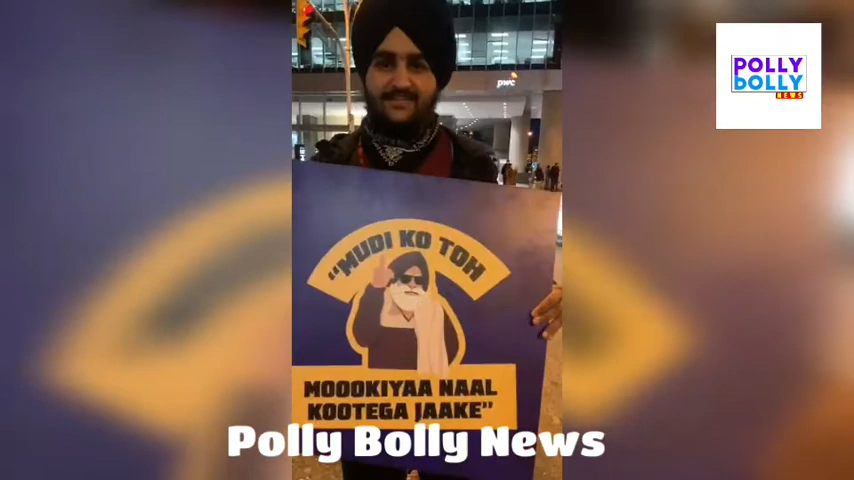 POLLY
DOLLY
NEWS
pwc
"MUDI KO TOH
MOOOKIYAA NAAL
KOOTEGA JAAKE"
Polly Bolly News